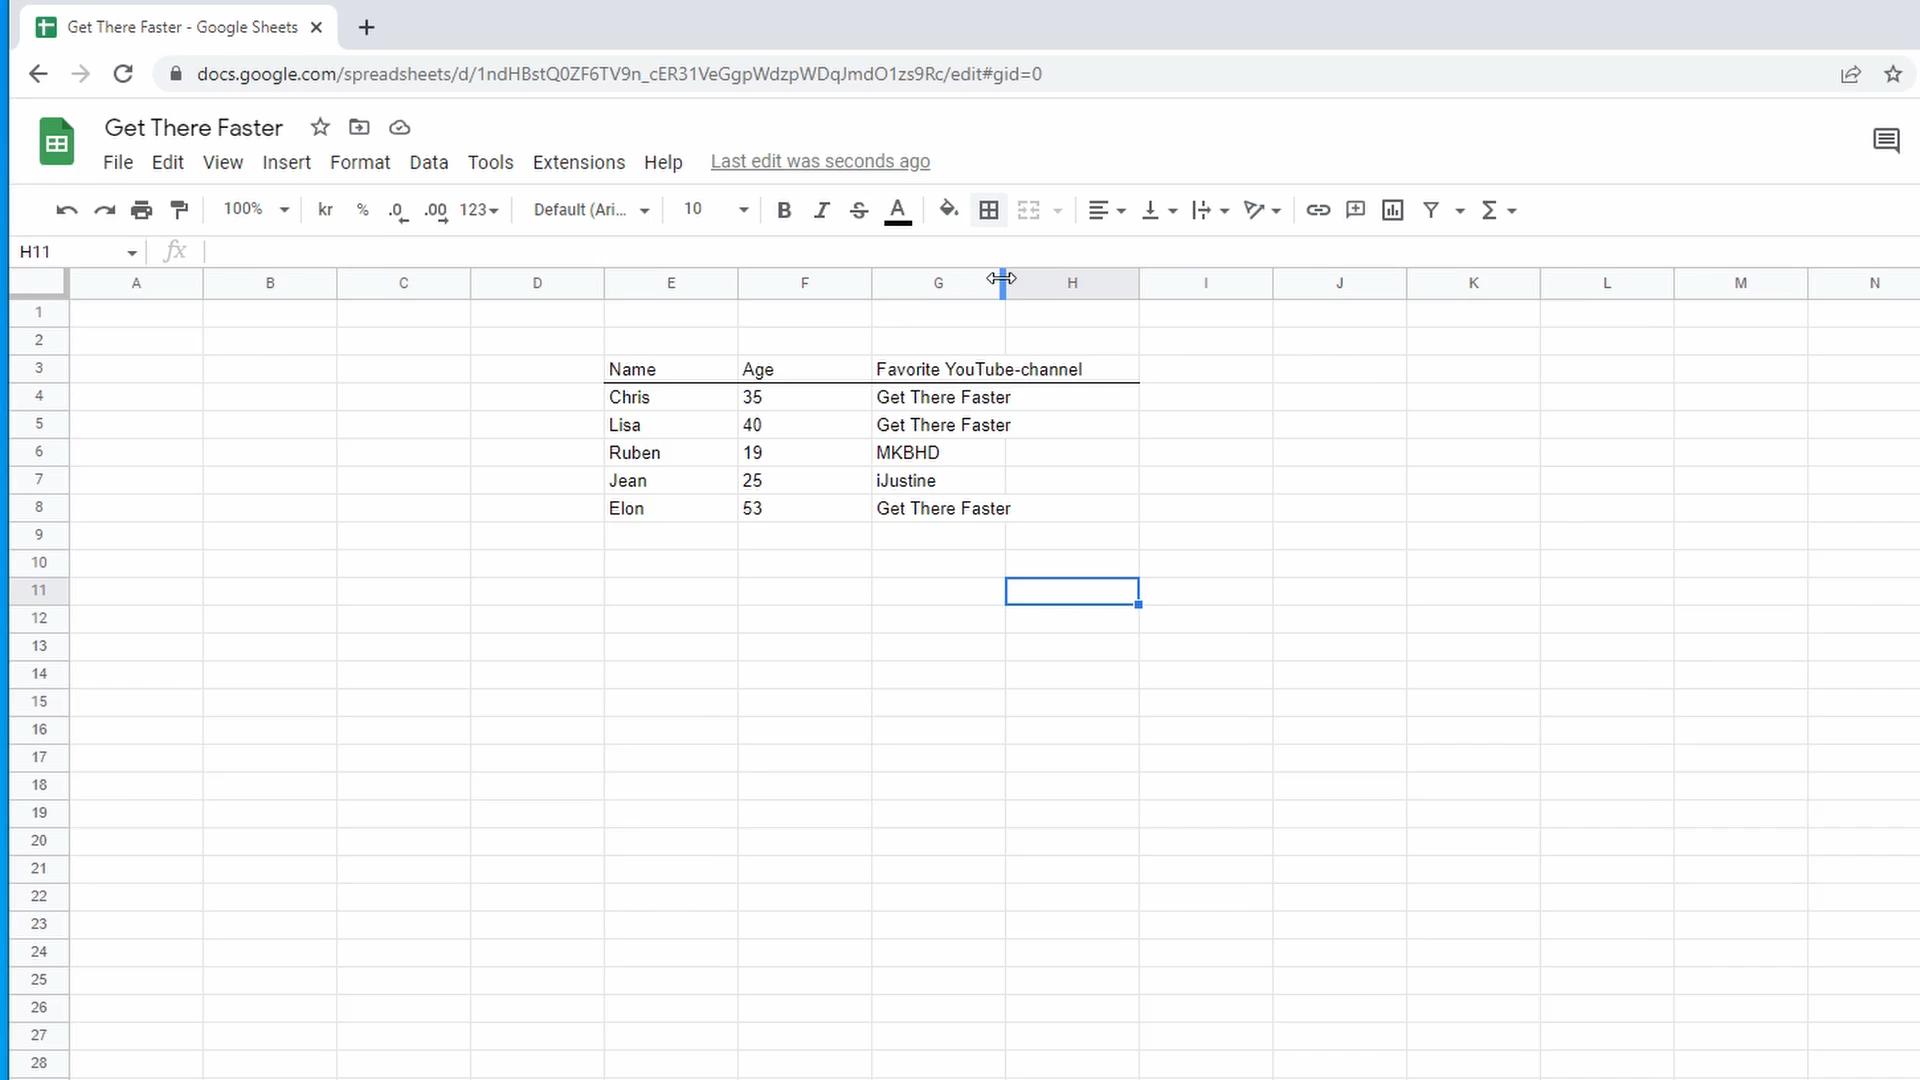 Get There Faster - Google Sheets
docs.google.com/spreadsheets/d/1ndHBstQ0ZF6TV9n_cER31VeGgpWdzpWDqJmdO1zs9Rc/edit#gid=0
Get There Faster
File Edit View Insert Format Data Tools Extensions Help Last edit was seconds ago
100% kr % .0 .00 123 Default (Ari... 10 B I S A Σ
H11 fx
A B C D E F G H I J K L M N
1
2
3 Name Age Favorite YouTube-channel
4 Chris 35 Get There Faster
5 Lisa 40 Get There Faster
6 Ruben 19 MKBHD
7 Jean 25 iJustine
8 Elon 53 Get There Faster
9
10
11
12
13
14
15
16
17
18
19
20
21
22
23
24
25
26
27
28